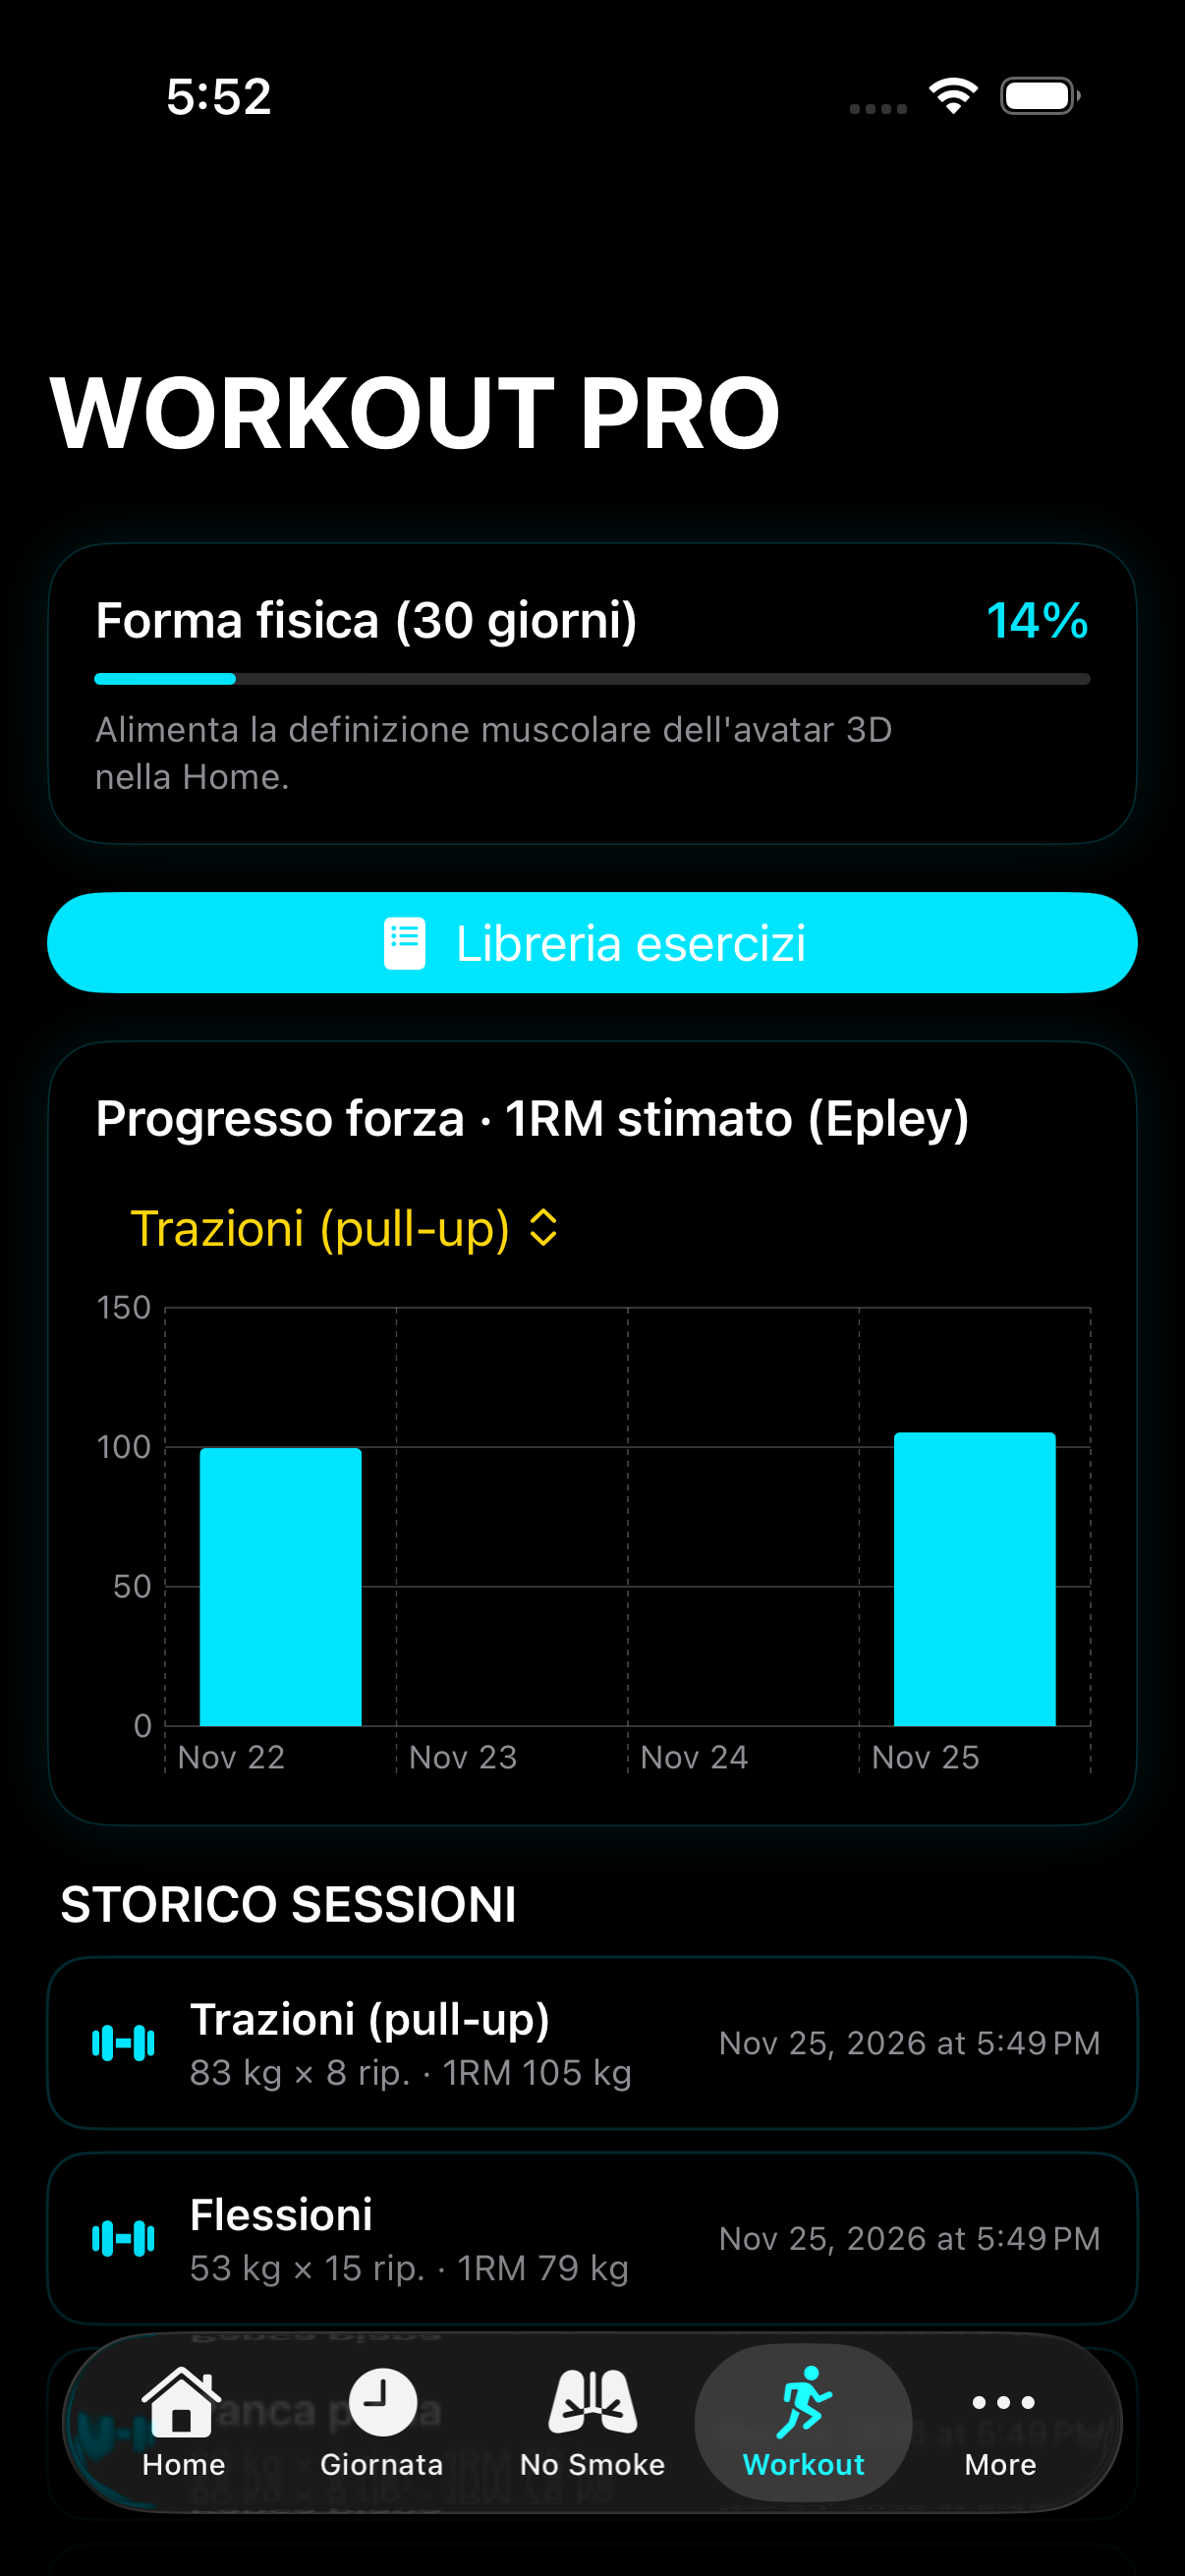 5:52
WORKOUT PRO
Forma fisica (30 giorni) 14%
Alimenta la definizione muscolare dell'avatar 3D
nella Home.
Libreria esercizi
Progresso forza · 1RM stimato (Epley)
Trazioni (pull-up)
150
100
50
0
Nov 22 Nov 23 Nov 24 Nov 25
STORICO SESSIONI
Trazioni (pull-up)
83 kg × 8 rip. · 1RM 105 kg
Nov 25, 2026 at 5:49 PM
Flessioni
53 kg × 15 rip. · 1RM 79 kg
Nov 25, 2026 at 5:49 PM
Home Giornata No Smoke Workout More